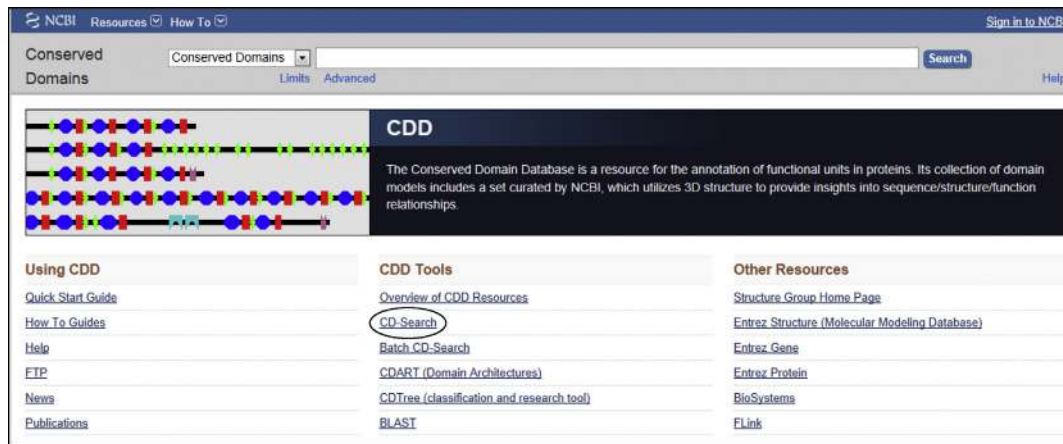 NCBI Resources How To Sign in to NCB
Conserved
Domains
Conserved Domains
Search
Limits Advanced
Help
CDD
The Conserved Domain Database is a resource for the annotation of functional units in proteins. Its collection of domain
models includes a set curated by NCBI, which utilizes 3D structure to provide insights into sequence/structure/function
relationships.
Using CDD
Quick Start Guide
How To Guides
Help
FTP
News
Publications
CDD Tools
Overview of CDD Resources
CD-Search
Batch CD-Search
CDART (Domain Architectures)
CDTree (classification and research tool)
BLAST
Other Resources
Structure Group Home Page
Entrez Structure (Molecular Modeling Database)
Entrez Gene
Entrez Protein
BioSystems
FLink